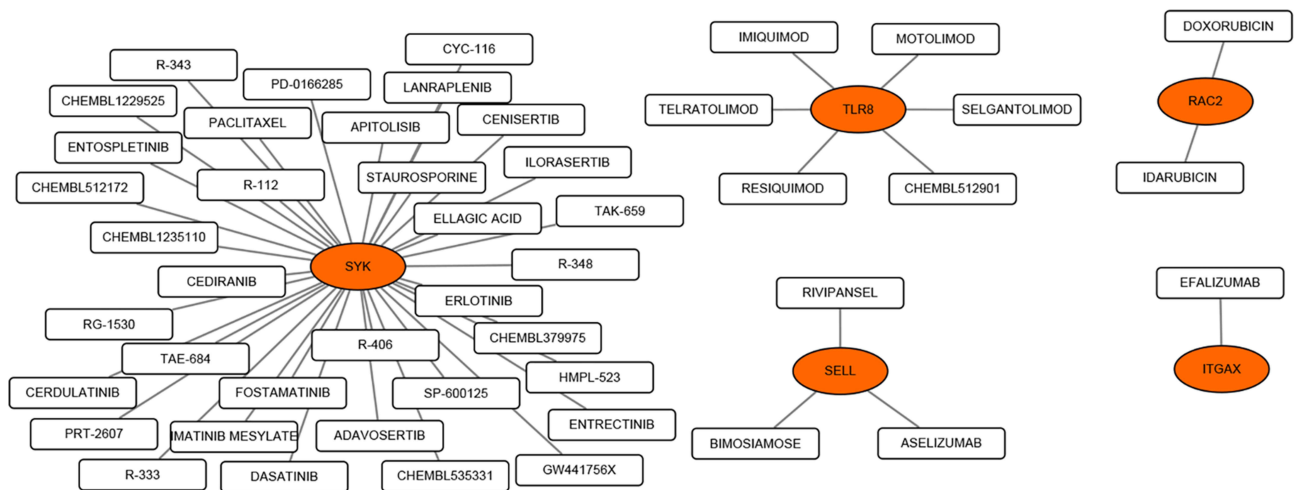 CYC-116
R-343
PD-0166285
LANRAPLENIB
CHEMBL1229525
PACLITAXEL
APITOLISIB
CENISERTIB
ENTOSPLETINIB
ILORASERTIB
STAUROSPORINE
R-112
CHEMBL512172
ELLAGIC ACID
TAK-659
CHEMBL1235110
SYK
R-348
CEDIRANIB
ERLOTINIB
RG-1530
CHEMBL379975
R-406
TAE-684
HMPL-523
CERDULATINIB
FOSTAMATINIB
SP-600125
ENTRECTINIB
PRT-2607
IMATINIB MESYLATE
ADAVOSERTIB
GW441756X
R-333
DASATINIB
CHEMBL535331
IMIQUIMOD
MOTOLIMOD
TELRATOLIMOD
TLR8
SELGANTOLIMOD
RESIQUIMOD
CHEMBL512901
DOXORUBICIN
RAC2
IDARUBICIN
RIVIPANSEL
SELL
BIMOSIAMOSE
ASELIZUMAB
EFALIZUMAB
ITGAX